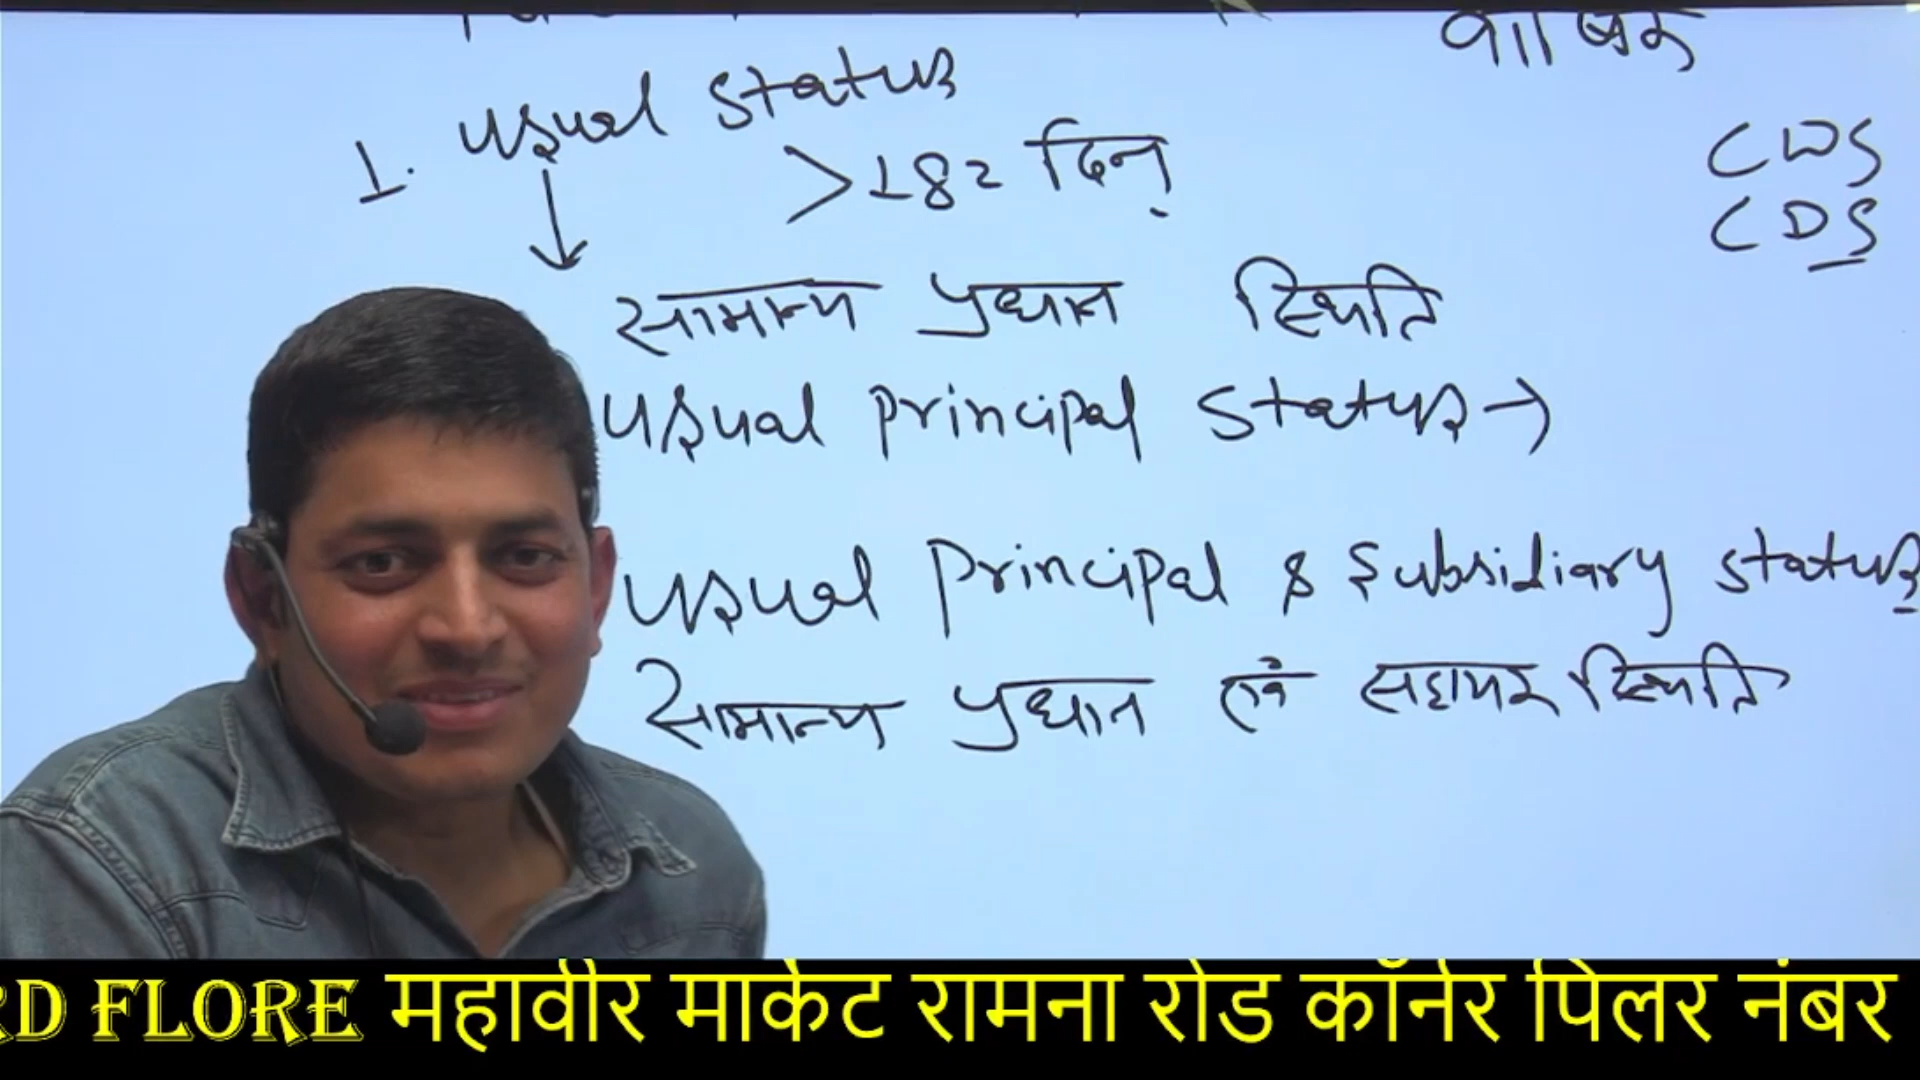 वार्षिक
1. Usual Status
>182 दिन
CWS
CDS
सामान्य प्रधान स्थिति
Usual Principal Status→
Usual Principal & Subsidiary Status
सामान्य प्रधान एवं सहायक स्थिति
RD FLORE महावीर मार्केट रामना रोड कॉर्नर पिलर नंबर